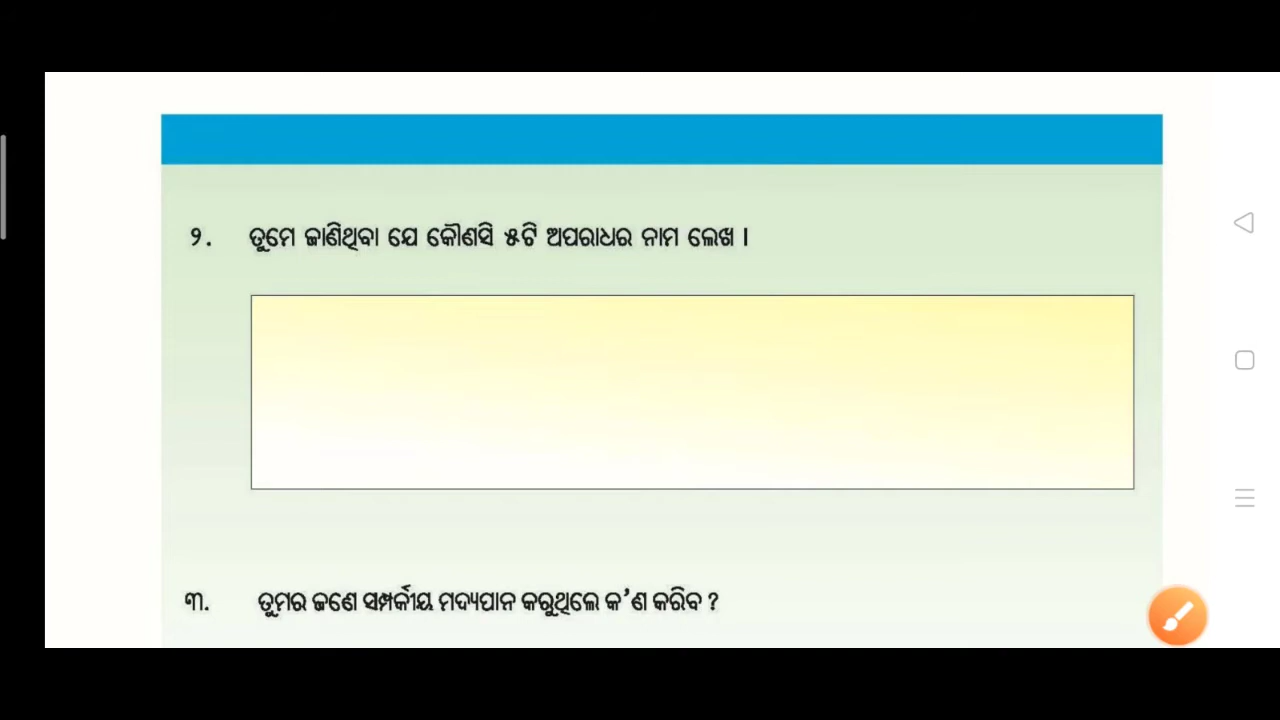 ୨. ତୁମେ ଜାଣିଥିବା ଯେ କୌଣସି ୫ଟି ଅପରାଧର ନାମ ଲେଖ ।
୩. ତୁମର ଜଣେ ସମ୍ପର୍କୀୟ ମଦ୍ୟପାନ କରୁଥିଲେ କ'ଣ କରିବ ?